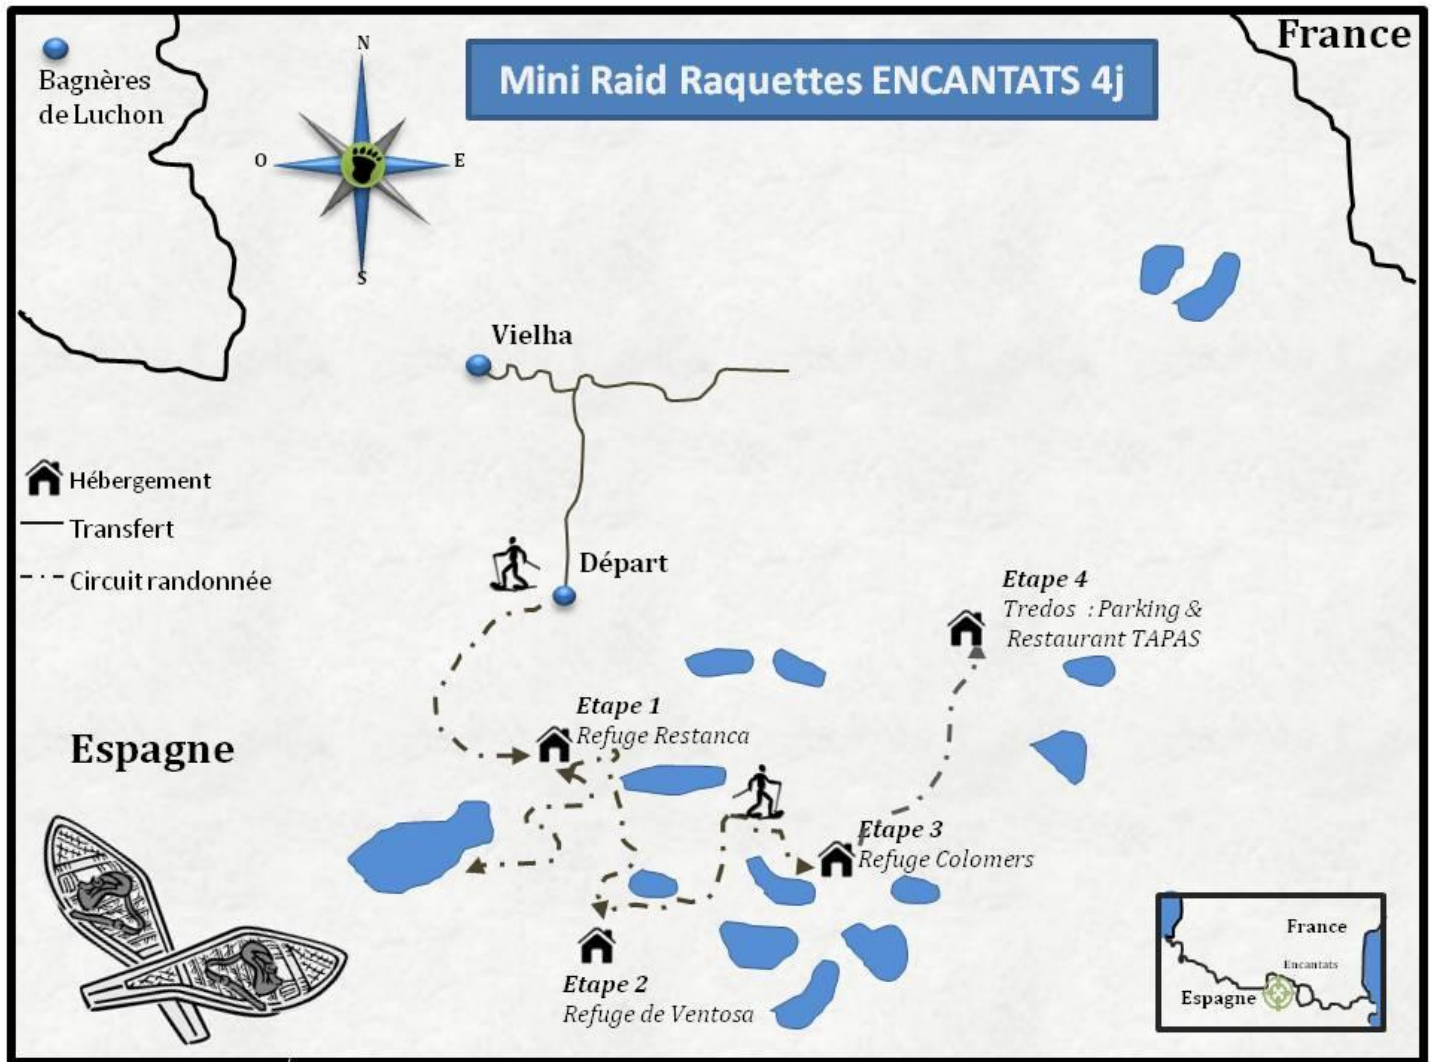 France
Bagnères
de Luchon
Mini Raid Raquettes ENCANTATS 4j
N
O
E
S
Vielha
Hébergement
Transfert
Circuit randonnée
Départ
Etape 4
Tredos : Parking &
Restaurant TAPAS
Etape 1
Refuge Restanca
Espagne
Etape 3
Refuge Colomers
Etape 2
Refuge de Ventosa
France
Encantats
Espagne